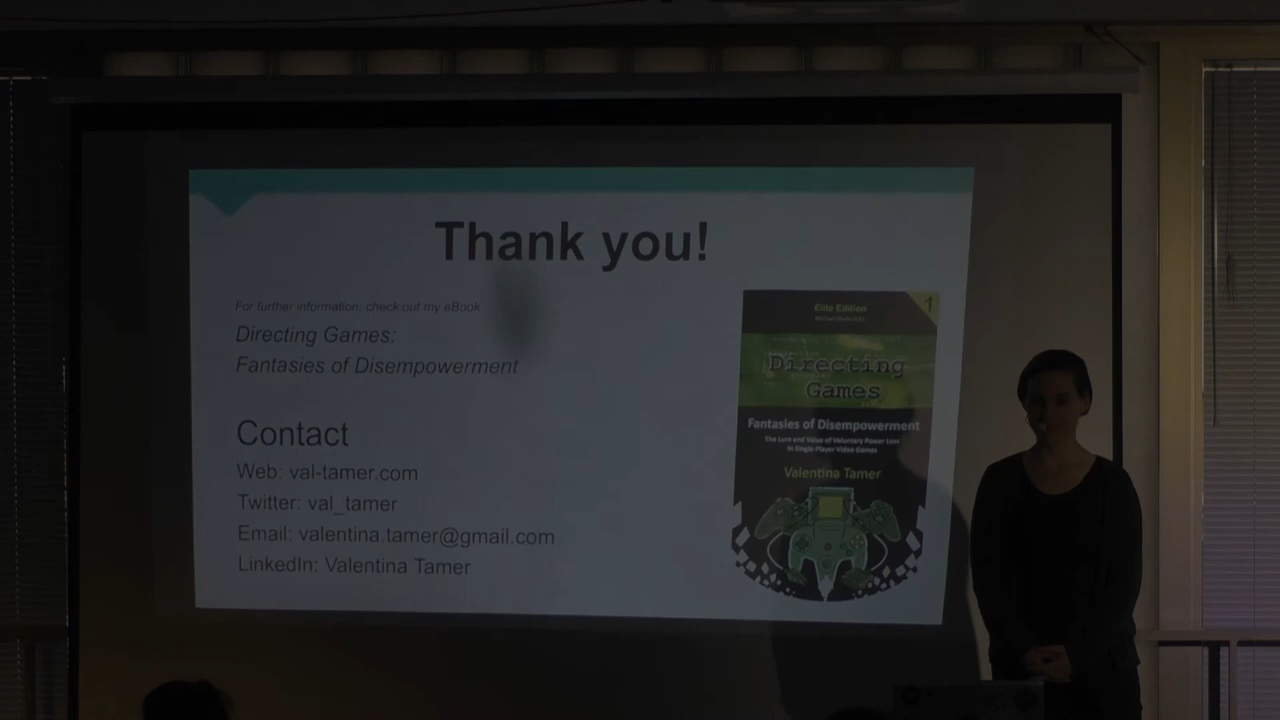 Thank you!
For further information, check out my eBook
Directing Games:
Fantasies of Disempowerment
Contact
Web: val-tamer.com
Twitter: val_tamer
Email: valentina.tamer@gmail.com
LinkedIn: Valentina Tamer
1
Elite Edition
Directing
Games
Fantasies of Disempowerment
The Lure and Value of Voluntary Power Loss
in Single-Player Video Games
Valentina Tamer